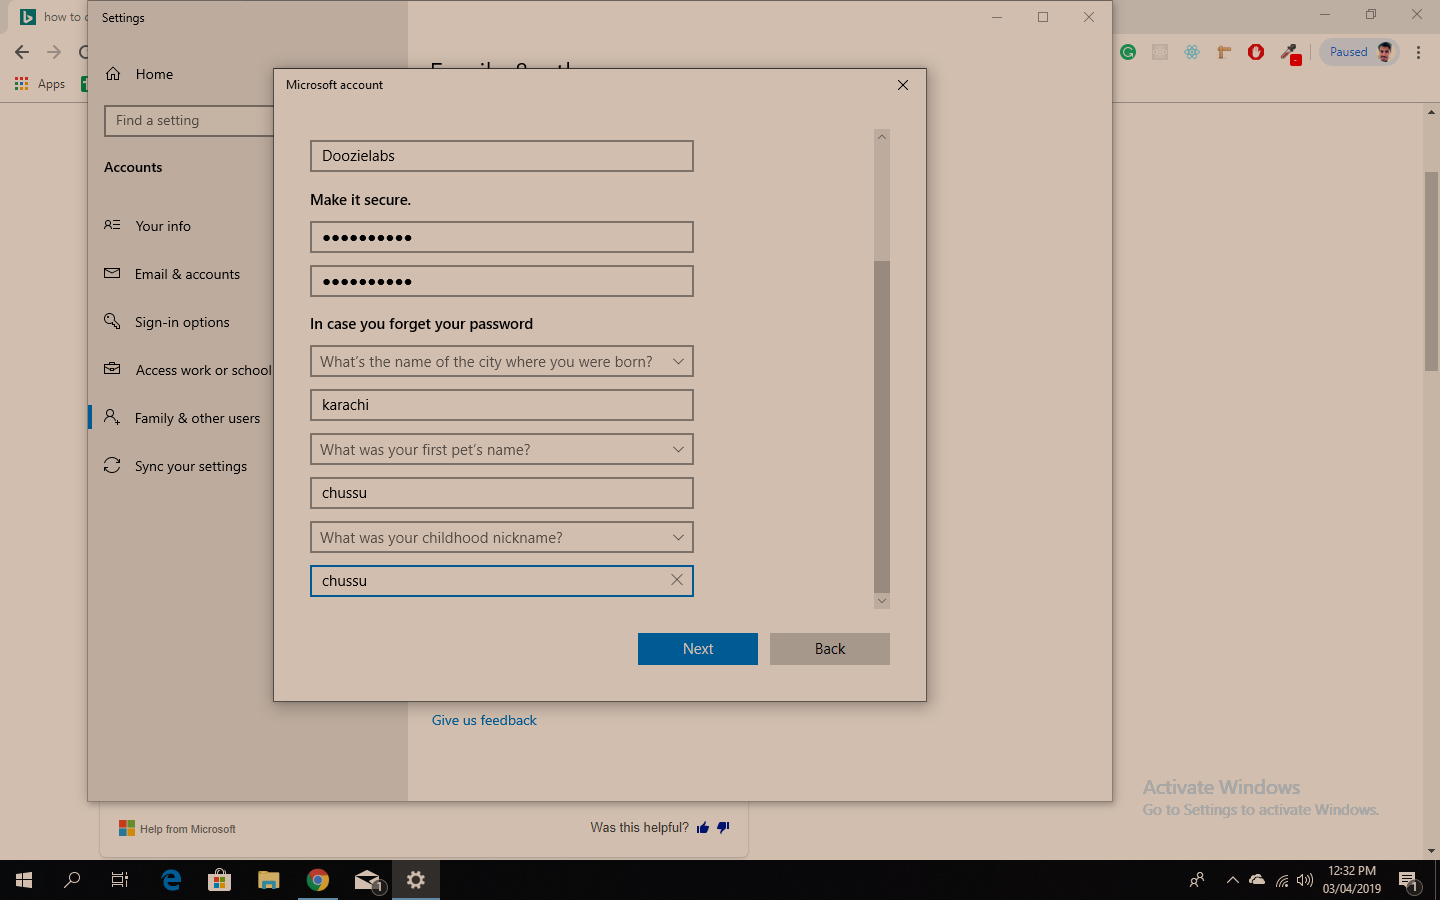 how to c
Settings
Paused
Apps
Home
Find a setting
Accounts
Your info
Email & accounts
Sign-in options
Access work or school
Family & other users
Sync your settings
Microsoft account
Doozielabs
Make it secure.
●●●●●●●●●●
●●●●●●●●●●
In case you forget your password
What's the name of the city where you were born?
karachi
What was your first pet's name?
chussu
What was your childhood nickname?
chussu
Next
Back
Give us feedback
Activate Windows
Go to Settings to activate Windows.
Help from Microsoft
Was this helpful?
1
12:32 PM
03/04/2019
1